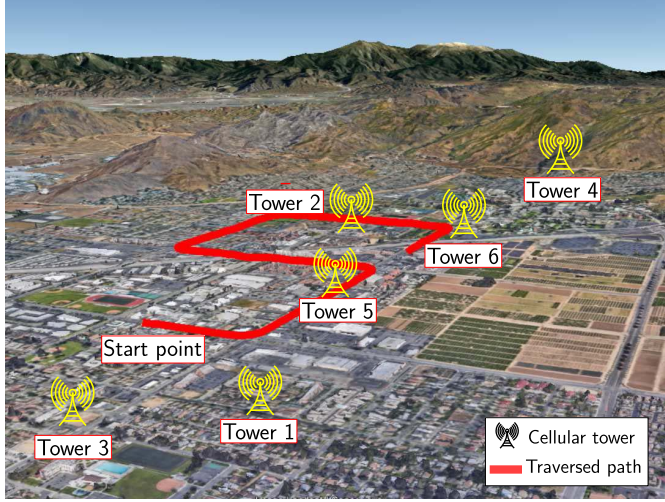 Tower 4
Tower 2
Tower 6
Tower 5
Start point
Tower 1
Tower 3
Cellular tower
Traversed path